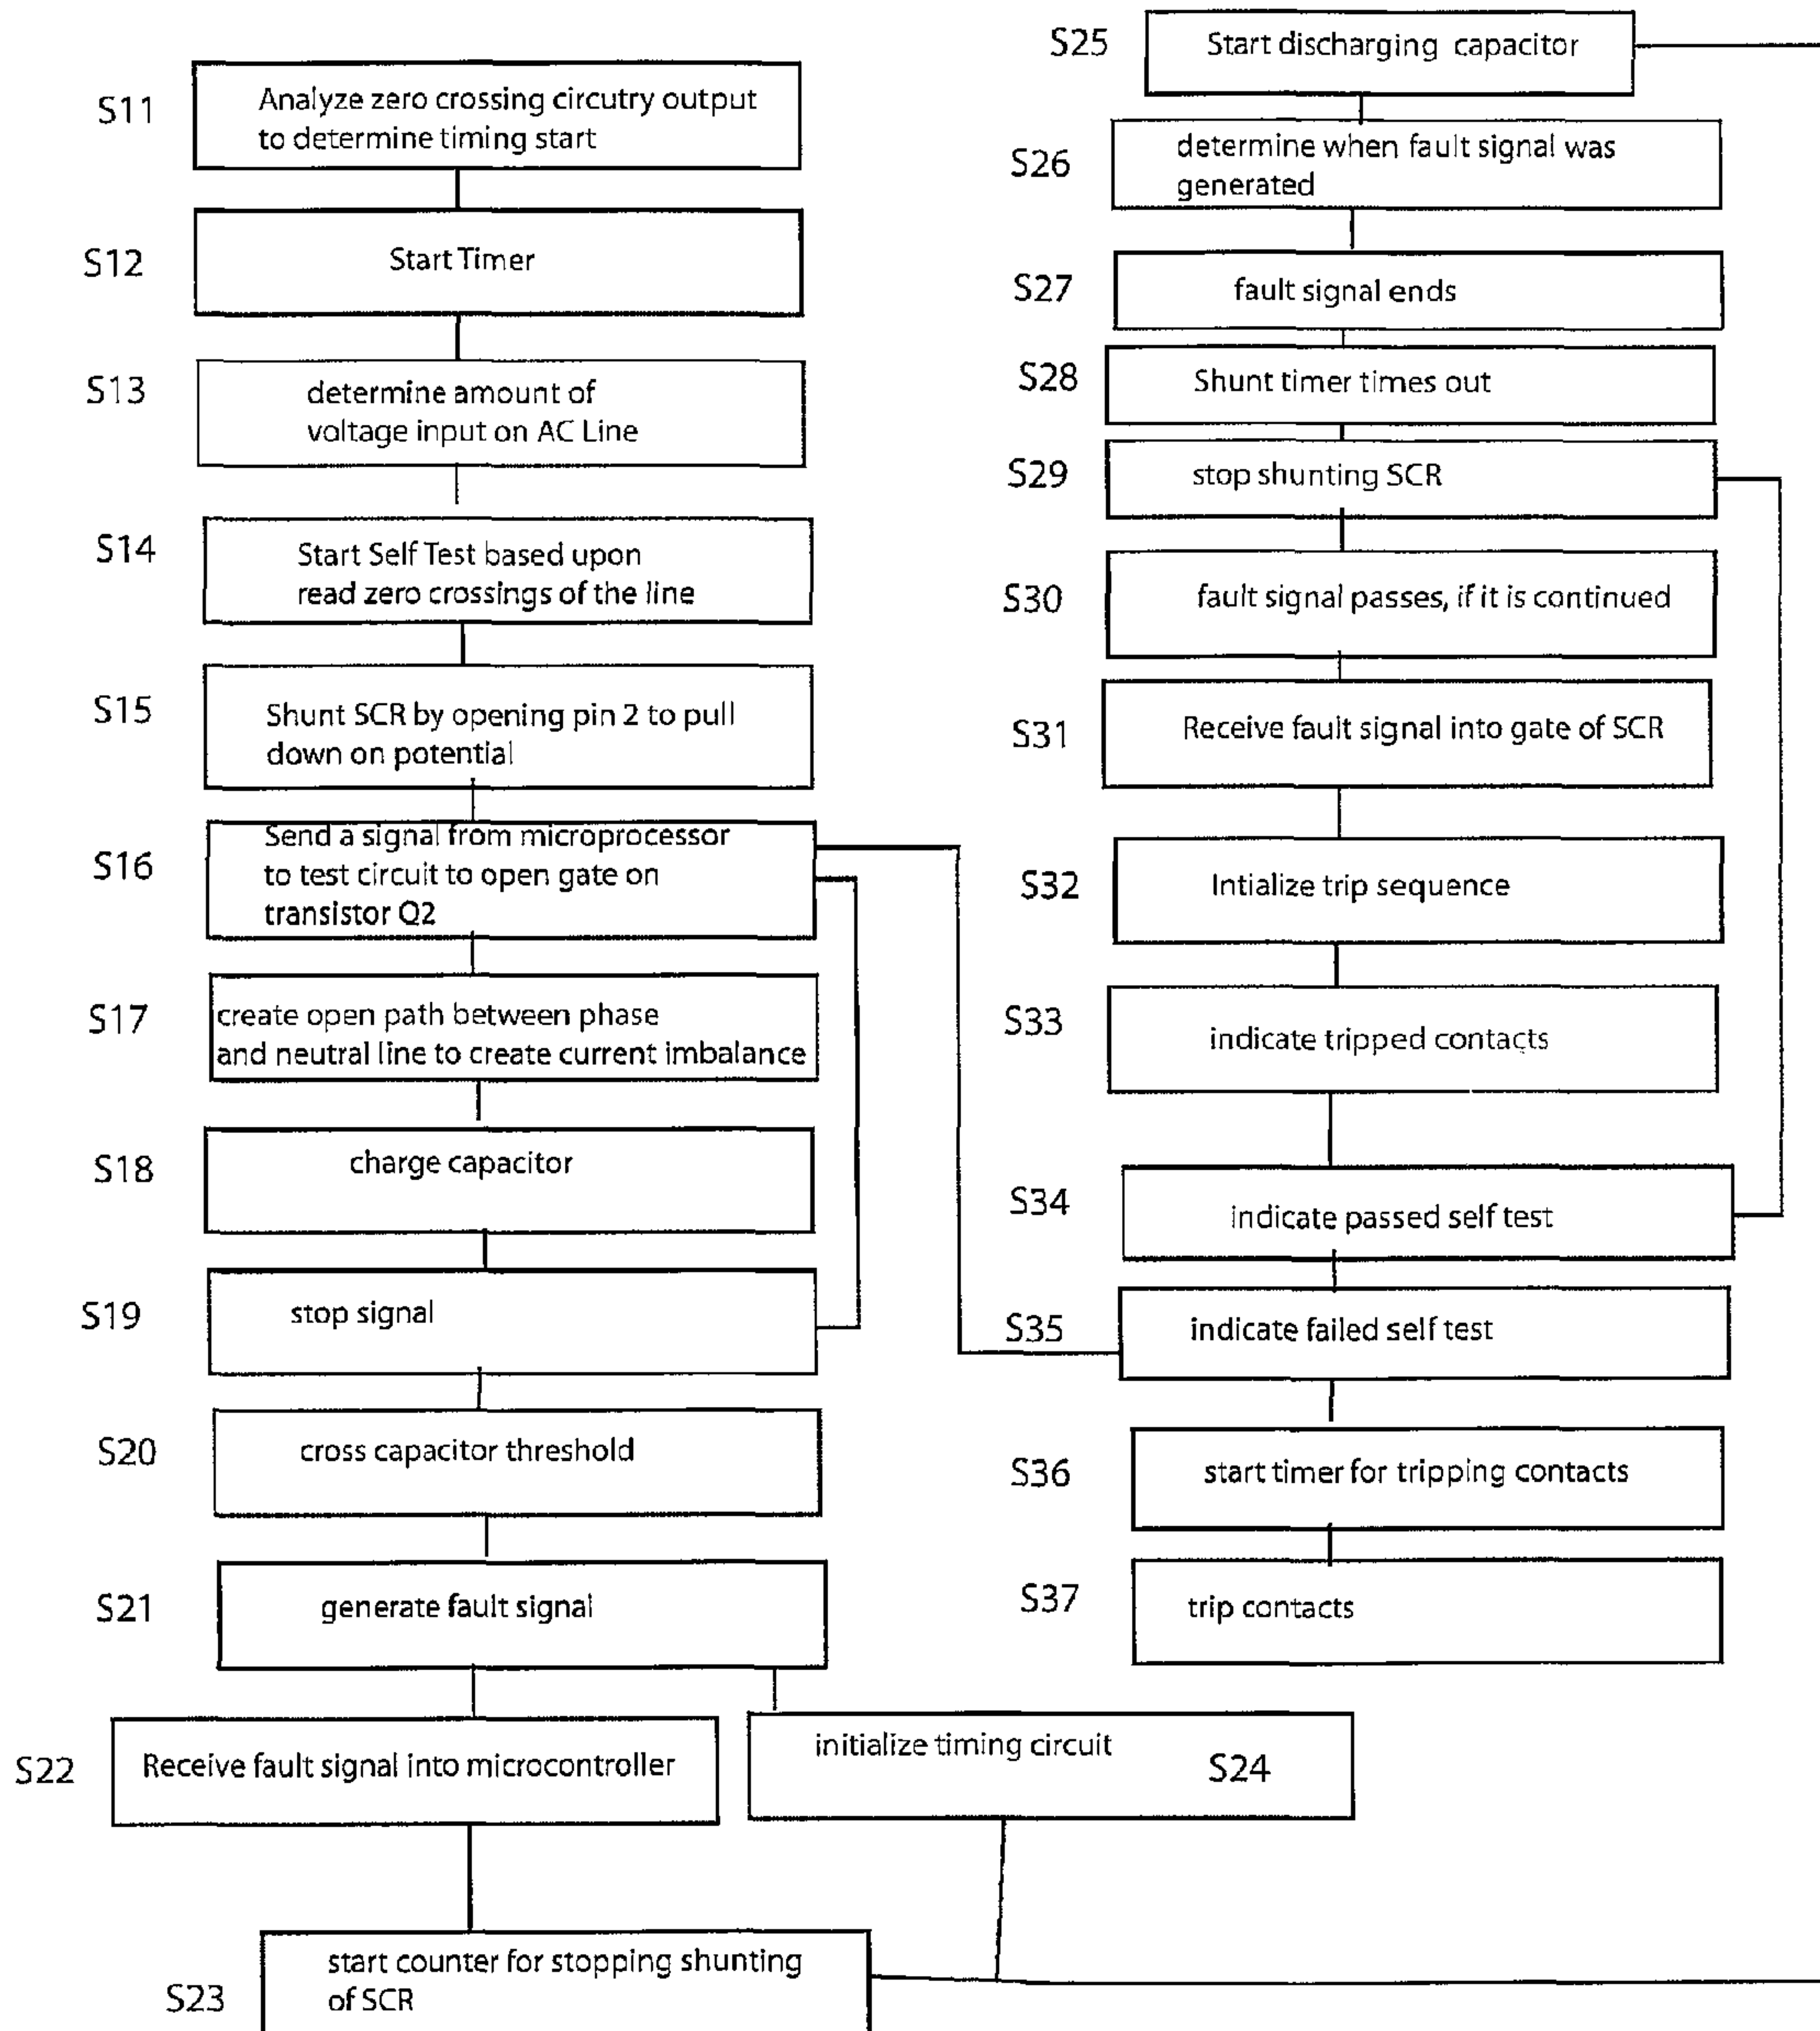 S11
Analyze zero crossing circutry output
to determine timing start
S12
Start Timer
S13
determine amount of
voltage input on AC Line
S14
Start Self Test based upon
read zero crossings of the line
S15
Shunt SCR by opening pin 2 to pull
down on potential
S16
Send a signal from microprocessor
to test circuit to open gate on
transistor Q2
S17
create open path between phase
and neutral line to create current imbalance
S18
charge capacitor
S19
stop signal
S20
cross capacitor threshold
S21
generate fault signal
S22
Receive fault signal into microcontroller
initialize timing circuit
S24
S23
start counter for stopping shunting
of SCR
S25
Start discharging capacitor
S26
determine when fault signal was
generated
S27
fault signal ends
S28
Shunt timer times out
S29
stop shunting SCR
S30
fault signal passes, if it is continued
S31
Receive fault signal into gate of SCR
S32
Intialize trip sequence
S33
indicate tripped contacts
S34
indicate passed self test
S35
indicate failed self test
S36
start timer for tripping contacts
S37
trip contacts